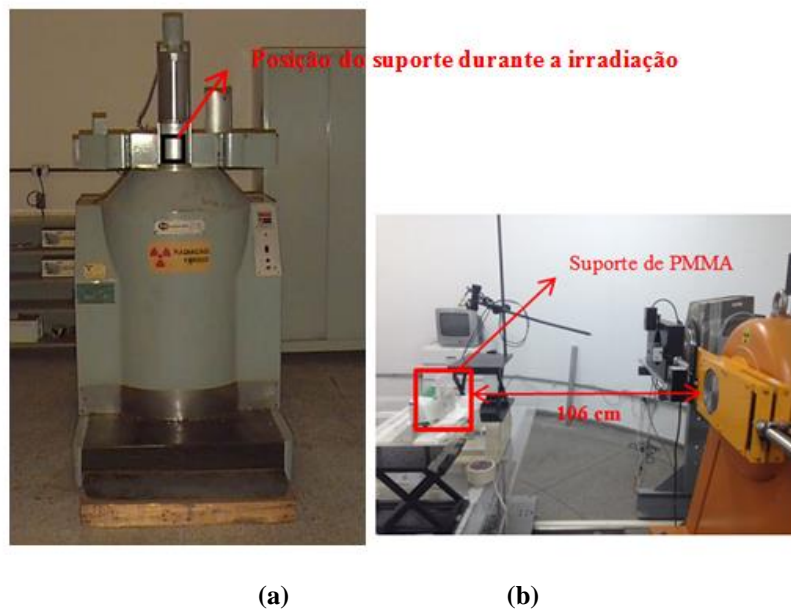 Posição do suporte durante a irradiação
Suporte de PMMA
106 cm
(a)
(b)